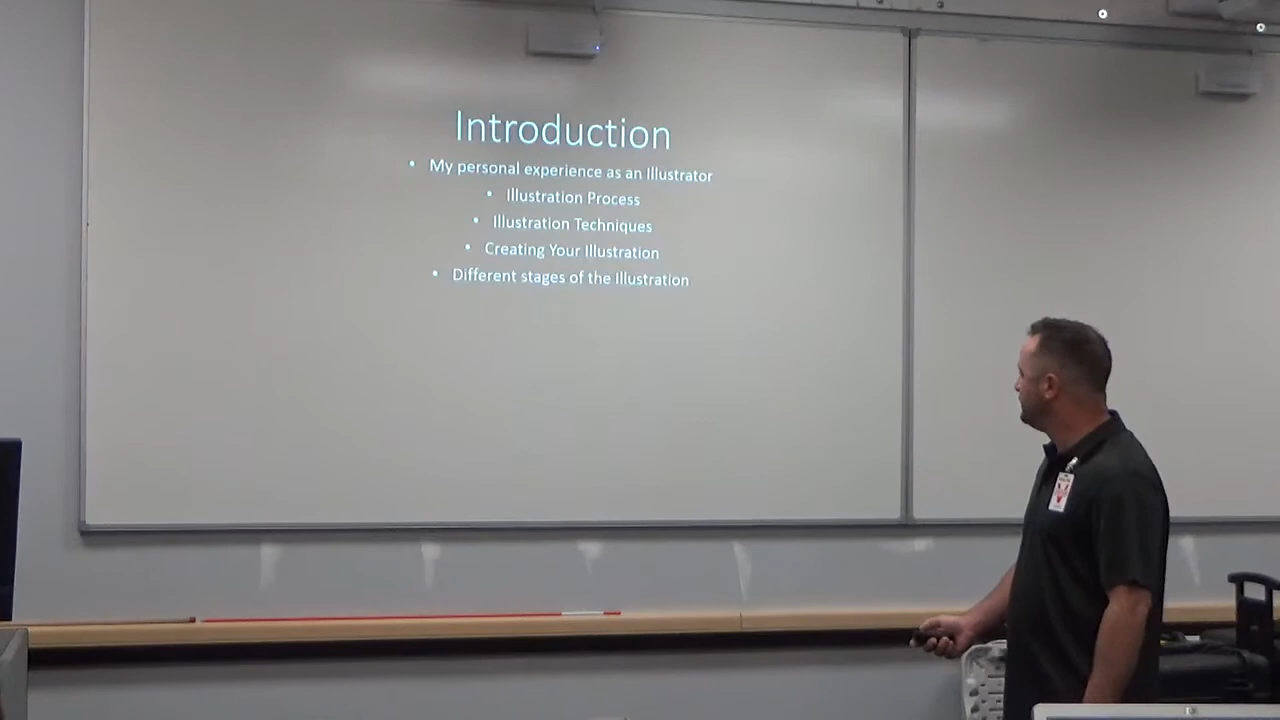 Introduction
• My personal experience as an Illustrator
• Illustration Process
• Illustration Techniques
• Creating Your Illustration
• Different stages of the Illustration